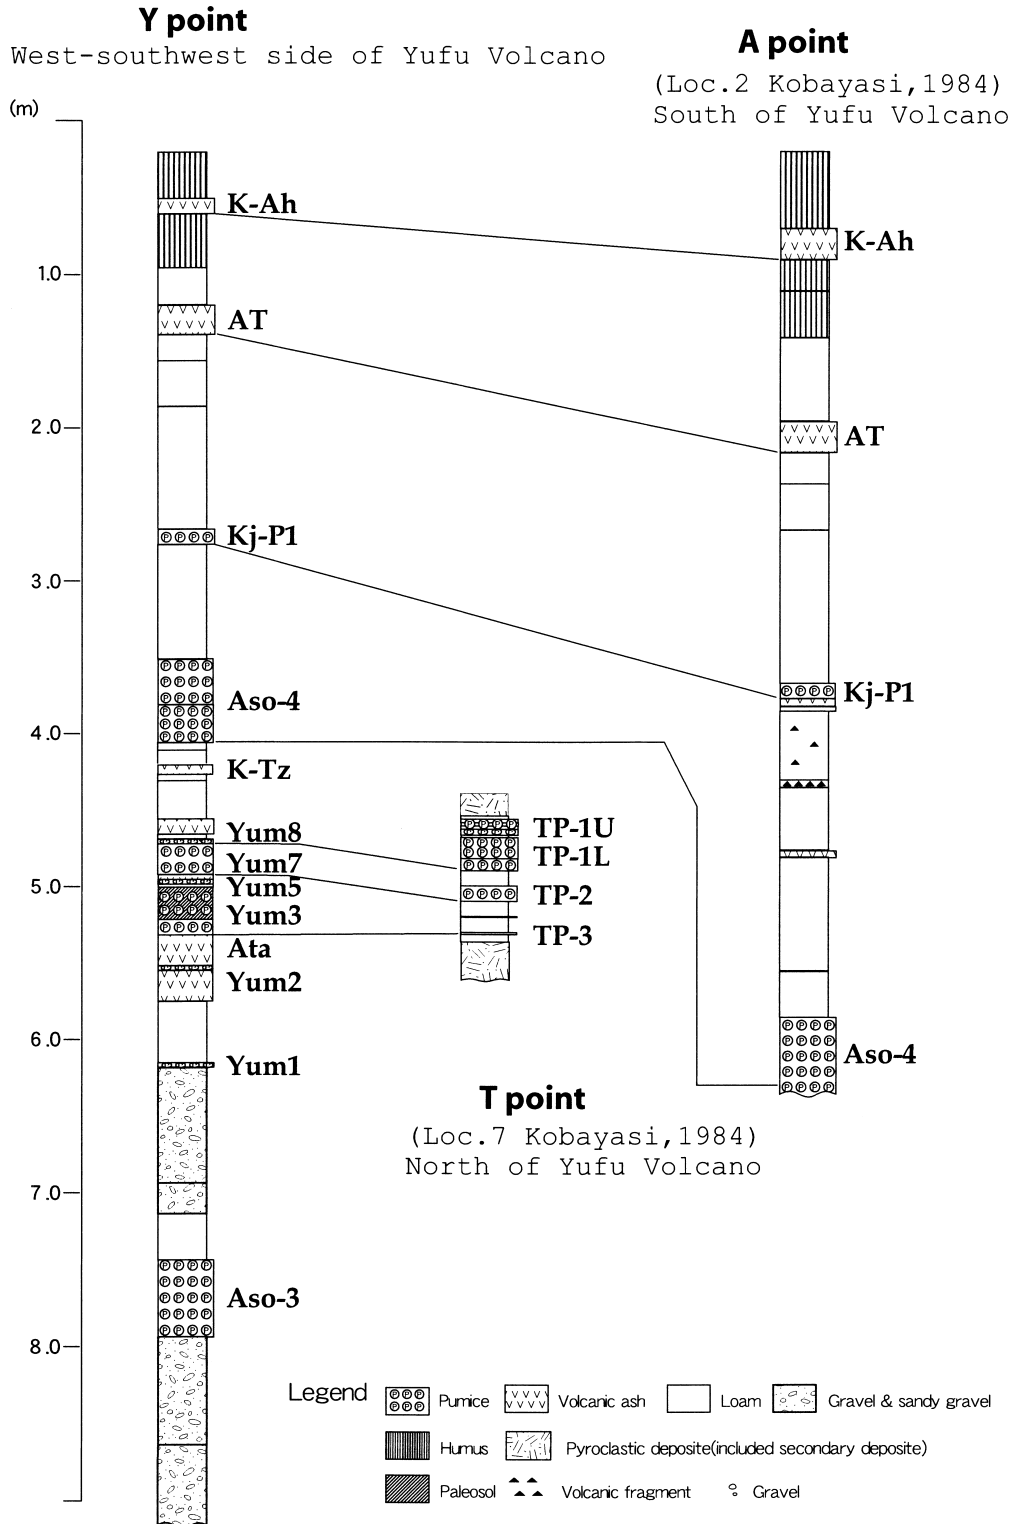 Y point
West-southwest side of Yufu Volcano
A point
(Loc.2 Kobayasi,1984)
South of Yufu Volcano
(m)
1.0
2.0
3.0
4.0
5.0
6.0
7.0
8.0
K-Ah
AT
Kj-P1
Aso-4
K-Tz
Yum8
Yum7
Yum5
Yum3
Ata
Yum2
Yum1
Aso-3
TP-1U
TP-1L
TP-2
TP-3
T point
(Loc.7 Kobayasi,1984)
North of Yufu Volcano
K-Ah
AT
Kj-P1
Aso-4
Legend
Pumice
Volcanic ash
Loam
Gravel & sandy gravel
Humus
Pyroclastic deposite(included secondary deposite)
Paleosol
Volcanic fragment
Gravel